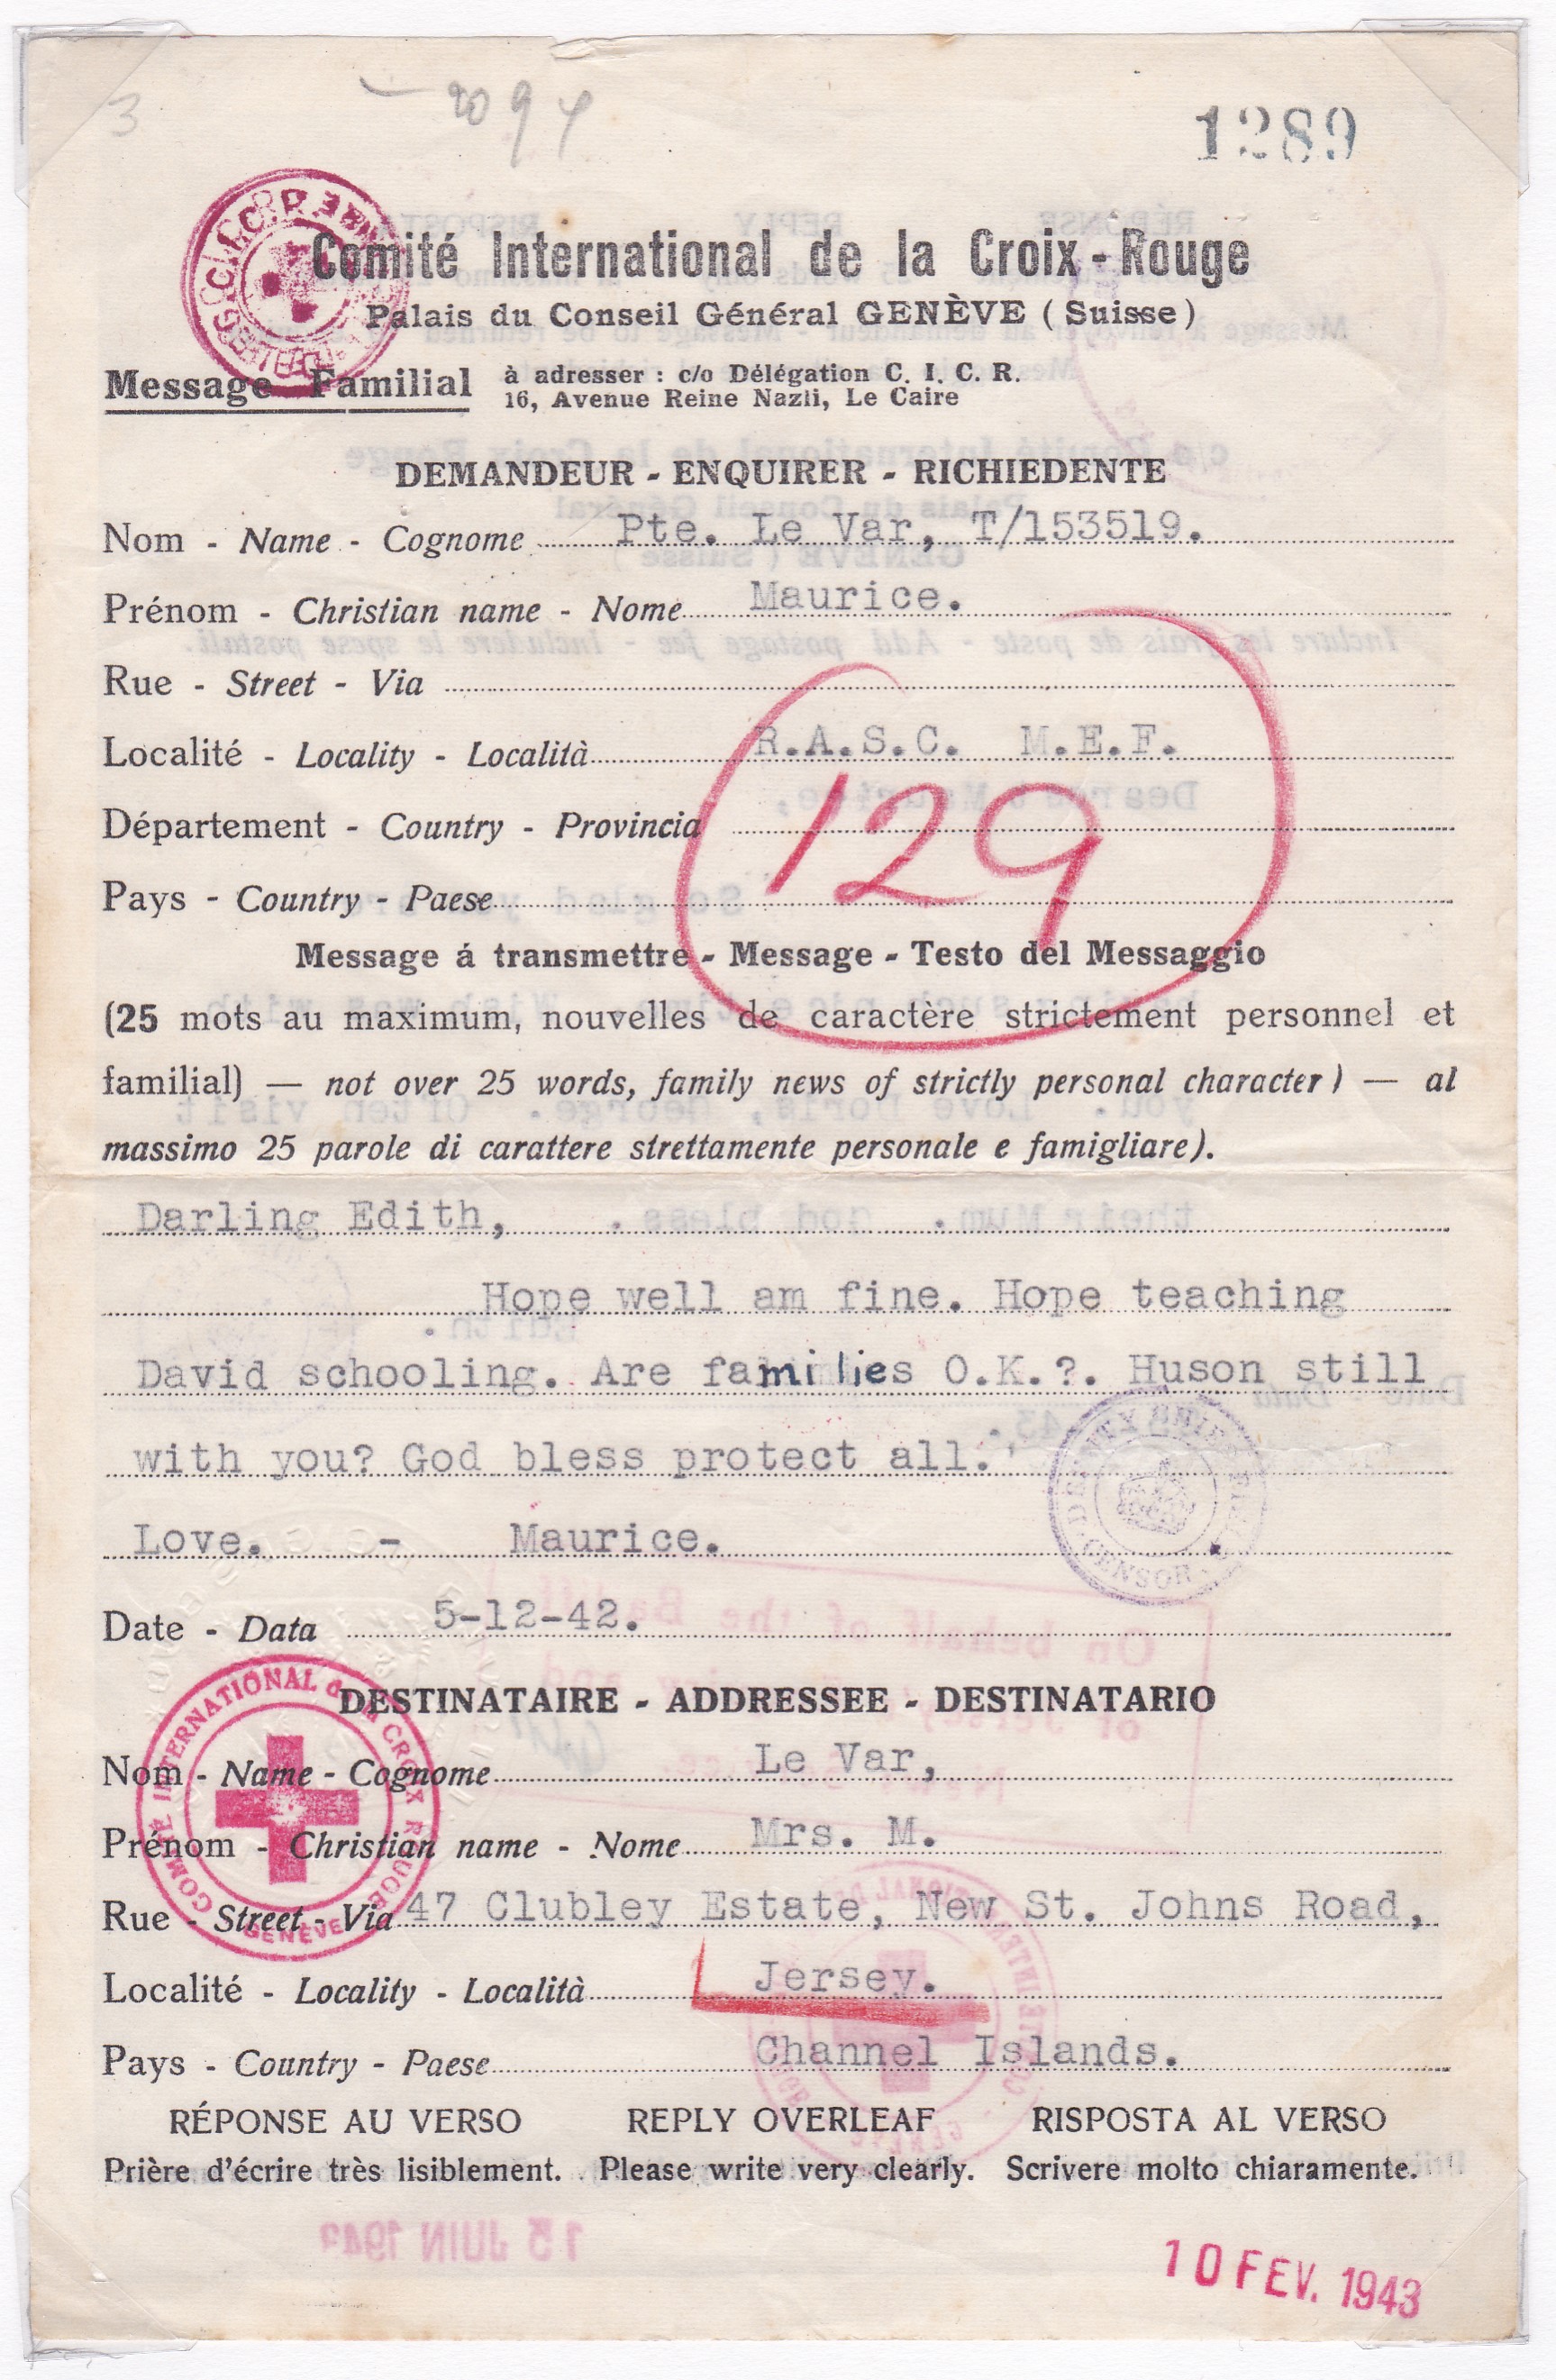 3
2094
1289
Comité International de la Croix-Rouge
Palais du Conseil Général GENÈVE (Suisse)
Message Familial
à adresser : c/o Délégation C. I. C. R.
16, Avenue Reine Nazli, Le Caire
DEMANDEUR - ENQUIRER - RICHIEDENTE
Nom - Name - Cognome Pte. Le Var, T/153519.
Prénom - Christian name - Nome Maurice.
Rue - Street - Via
Localité - Locality - Località R.A.S.C. M.E.F.
Département - Country - Provincia
129
Pays - Country - Paese
Message á transmettre - Message - Testo del Messaggio
(25 mots au maximum, nouvelles de caractère strictement personnel et
familial) — not over 25 words, family news of strictly personal character) — al
massimo 25 parole di carattere strettamente personale e famigliare).
Darling Edith,
Hope well am fine. Hope teaching
David schooling. Are families O.K.?. Huson still
with you? God bless protect all.
Love. - Maurice.
CENSOR
Date - Data 5-12-42.
DESTINATAIRE - ADDRESSEE - DESTINATARIO
COMITÉ INTERNATIONAL de la CROIX ROUGE
GENÈVE
Nom - Name - Cognome Le Var,
Prénom - Christian name - Nome Mrs. M.
Rue - Street - Via 47 Clubley Estate, New St. Johns Road,
Localité - Locality - Località Jersey.
Pays - Country - Paese Channel Islands.
RÉPONSE AU VERSO REPLY OVERLEAF RISPOSTA AL VERSO
Prière d'écrire très lisiblement. Please write very clearly. Scrivere molto chiaramente.
15 JUIN 1943
10 FEV. 1943